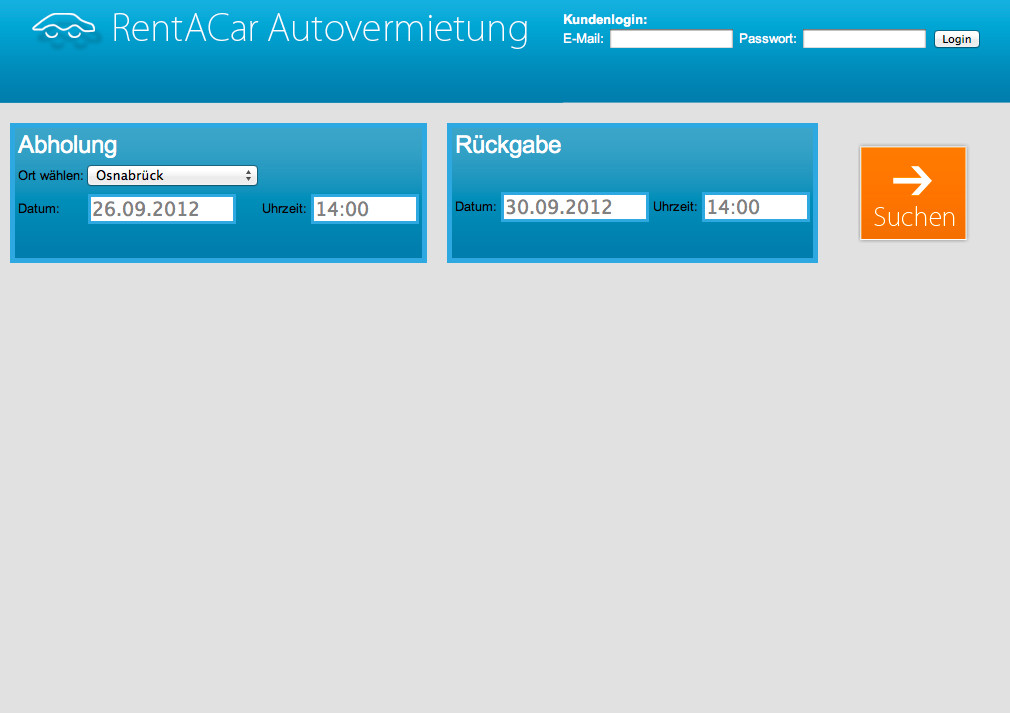 RentACar Autovermietung
Kundenlogin:
E-Mail: Passwort: Login
Abholung
Ort wählen: Osnabrück
Datum: 26.09.2012 Uhrzeit: 14:00
Rückgabe
Datum: 30.09.2012 Uhrzeit: 14:00
Suchen